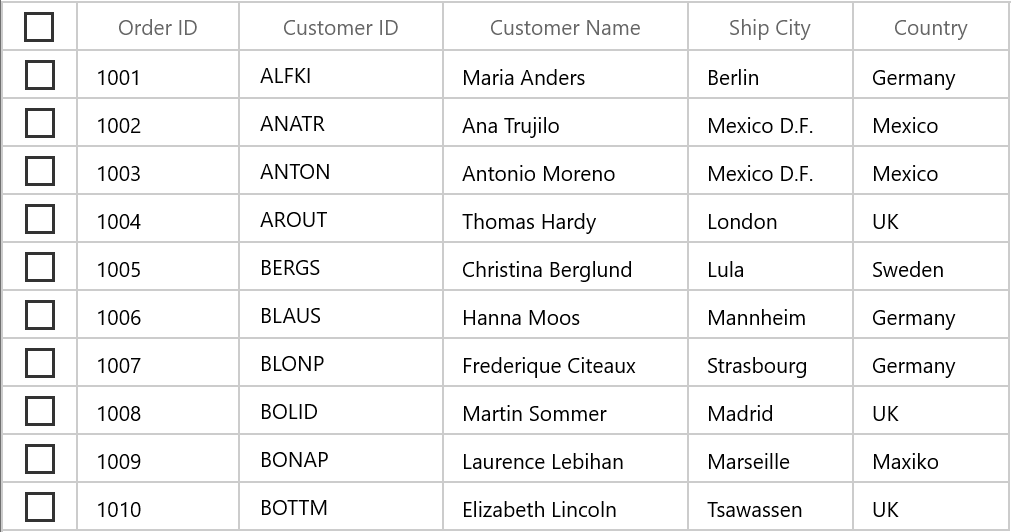 Order ID Customer ID Customer Name Ship City Country
1001 ALFKI Maria Anders Berlin Germany
1002 ANATR Ana Trujilo Mexico D.F. Mexico
1003 ANTON Antonio Moreno Mexico D.F. Mexico
1004 AROUT Thomas Hardy London UK
1005 BERGS Christina Berglund Lula Sweden
1006 BLAUS Hanna Moos Mannheim Germany
1007 BLONP Frederique Citeaux Strasbourg Germany
1008 BOLID Martin Sommer Madrid UK
1009 BONAP Laurence Lebihan Marseille Maxiko
1010 BOTTM Elizabeth Lincoln Tsawassen UK